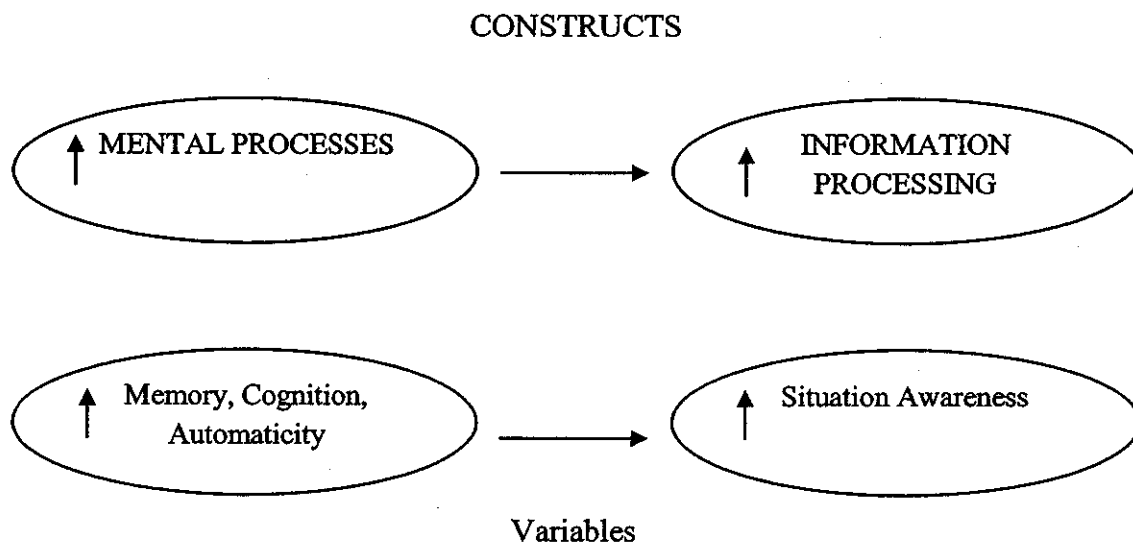 CONSTRUCTS
MENTAL PROCESSES
INFORMATION
PROCESSING
Memory, Cognition,
Automaticity
Situation Awareness
Variables